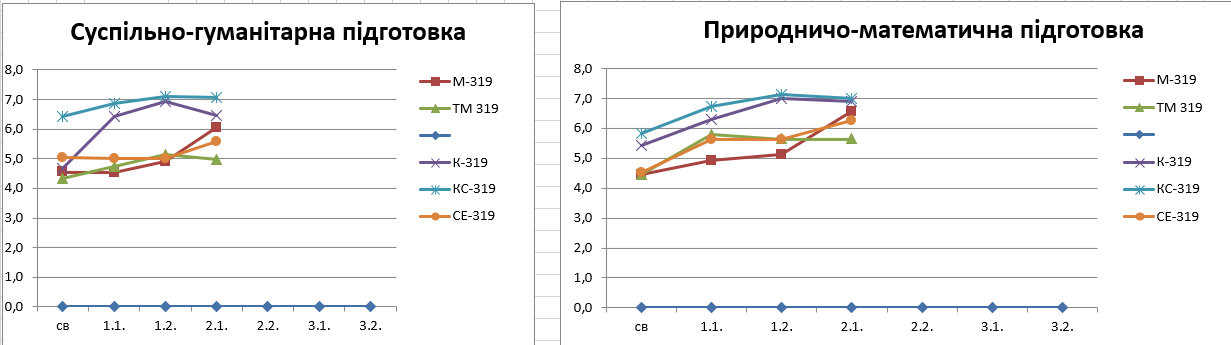 Суспільно-гуманітарна підготовка
8,0
7,0
6,0
5,0
4,0
3,0
2,0
1,0
0,0
св 1.1. 1.2. 2.1. 2.2. 3.1. 3.2.
М-319
ТМ 319
К-319
КС-319
СЕ-319
Природничо-математична підготовка
8,0
7,0
6,0
5,0
4,0
3,0
2,0
1,0
0,0
св 1.1. 1.2. 2.1. 2.2. 3.1. 3.2.
М-319
ТМ 319
К-319
КС-319
СЕ-319